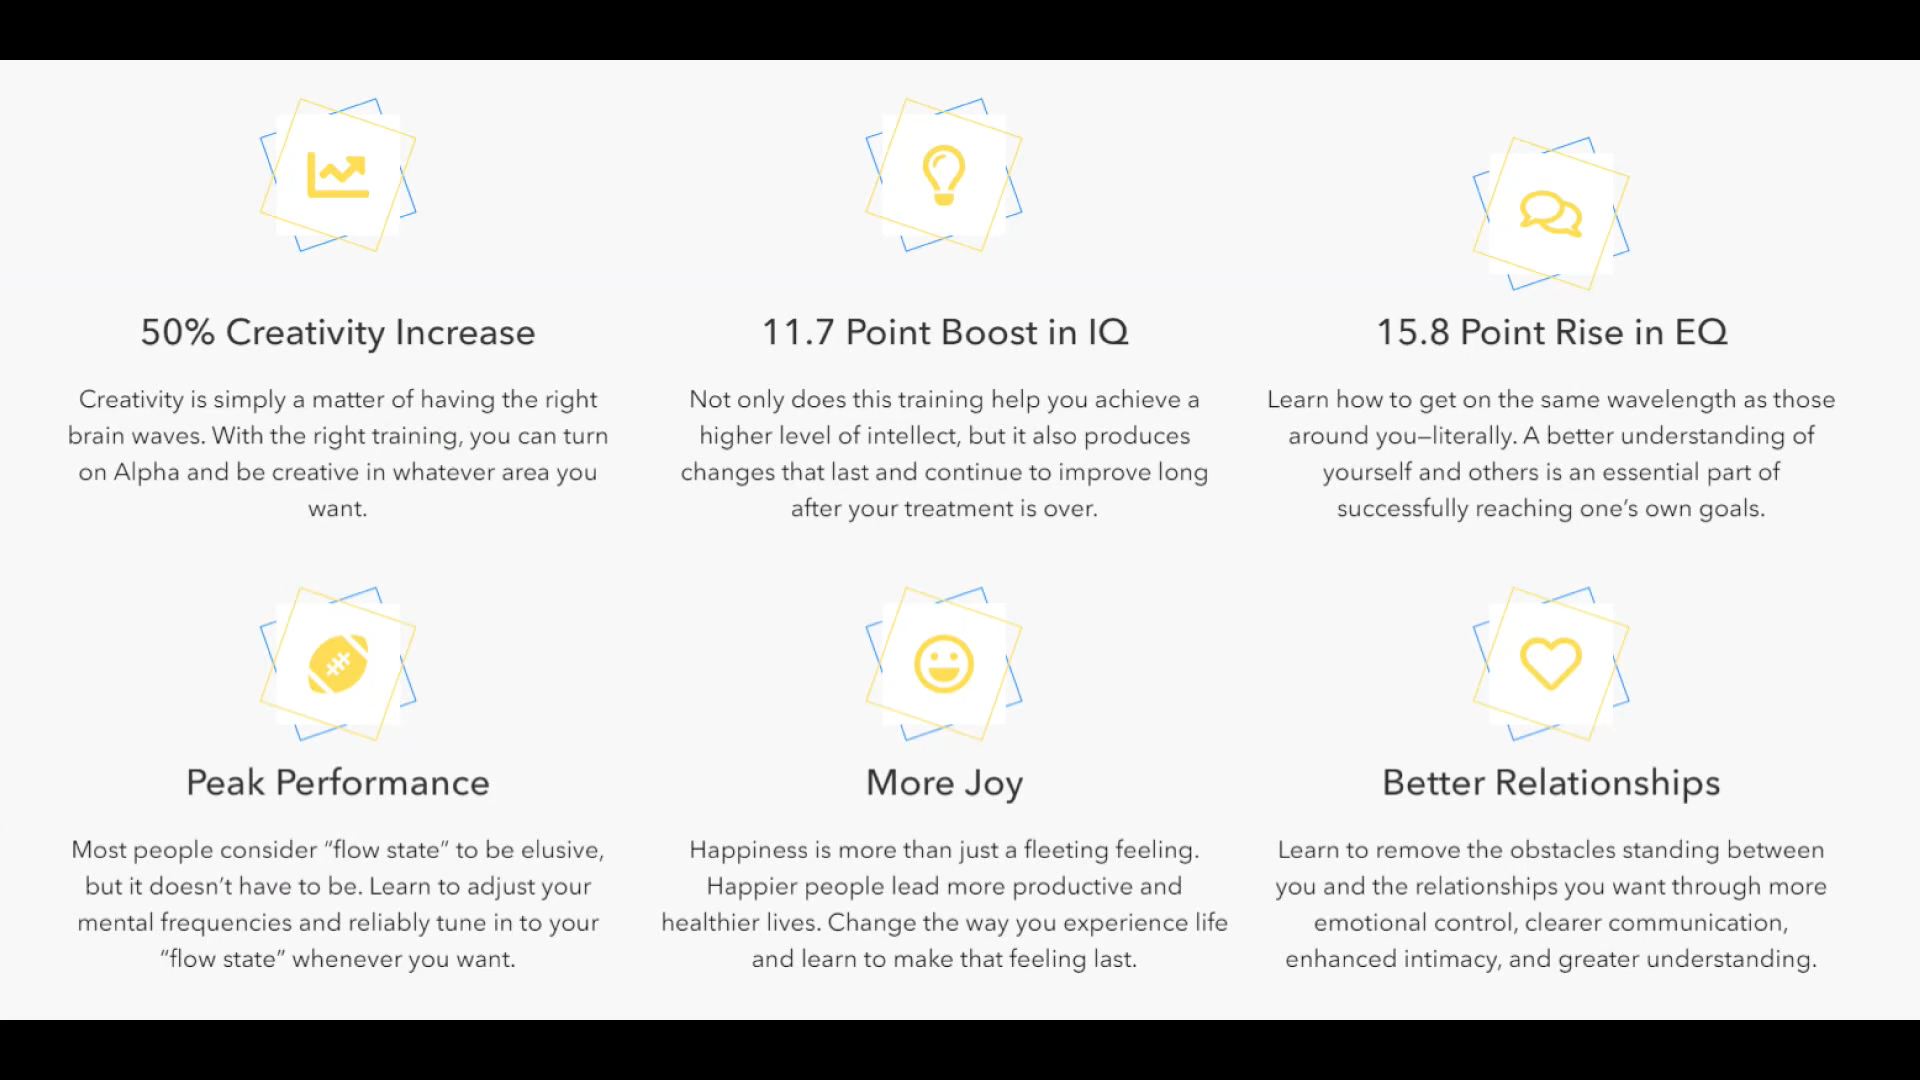 50% Creativity Increase
Creativity is simply a matter of having the right
brain waves. With the right training, you can turn
on Alpha and be creative in whatever area you
want.
11.7 Point Boost in IQ
Not only does this training help you achieve a
higher level of intellect, but it also produces
changes that last and continue to improve long
after your treatment is over.
15.8 Point Rise in EQ
Learn how to get on the same wavelength as those
around you—literally. A better understanding of
yourself and others is an essential part of
successfully reaching one’s own goals.
Peak Performance
Most people consider “flow state” to be elusive,
but it doesn’t have to be. Learn to adjust your
mental frequencies and reliably tune in to your
“flow state” whenever you want.
More Joy
Happiness is more than just a fleeting feeling.
Happier people lead more productive and
healthier lives. Change the way you experience life
and learn to make that feeling last.
Better Relationships
Learn to remove the obstacles standing between
you and the relationships you want through more
emotional control, clearer communication,
enhanced intimacy, and greater understanding.